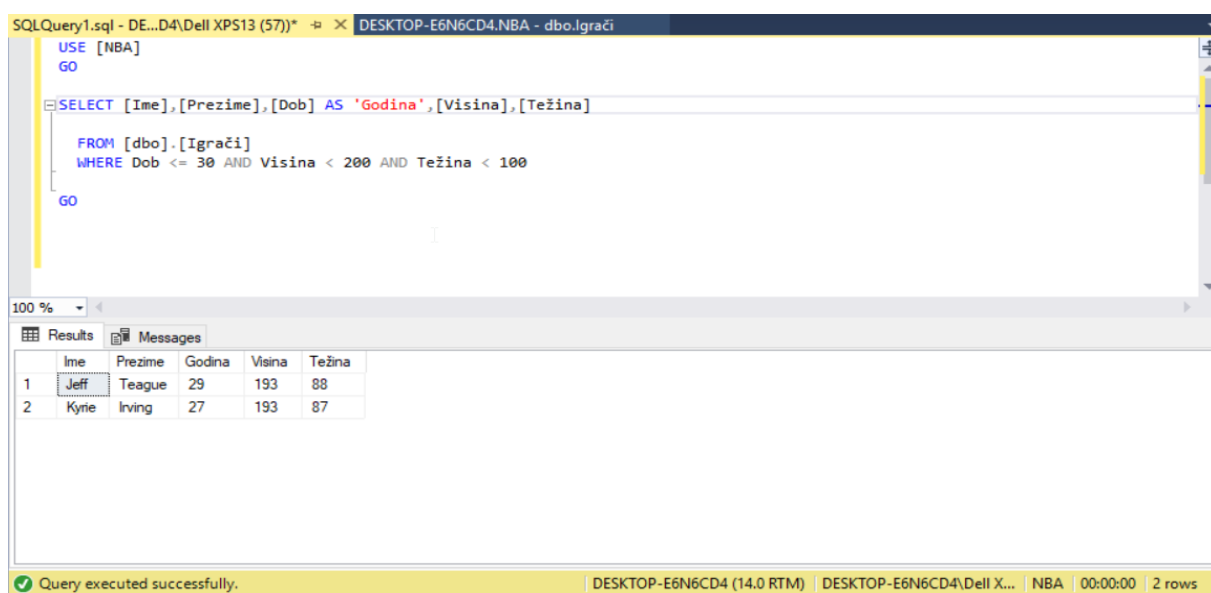 SQLQuery1.sql - DE...D4\Dell XPS13 (57))* DESKTOP-E6N6CD4.NBA - dbo.Igrači
USE [NBA]
GO
SELECT [Ime],[Prezime],[Dob] AS 'Godina',[Visina],[Težina]
FROM [dbo].[Igrači]
WHERE Dob <= 30 AND Visina < 200 AND Težina < 100
GO
100 %
Results Messages
Ime Prezime Godina Visina Težina
1 Jeff Teague 29 193 88
2 Kyrie Irving 27 193 87
Query executed successfully. DESKTOP-E6N6CD4 (14.0 RTM) DESKTOP-E6N6CD4\Dell X... NBA 00:00:00 2 rows